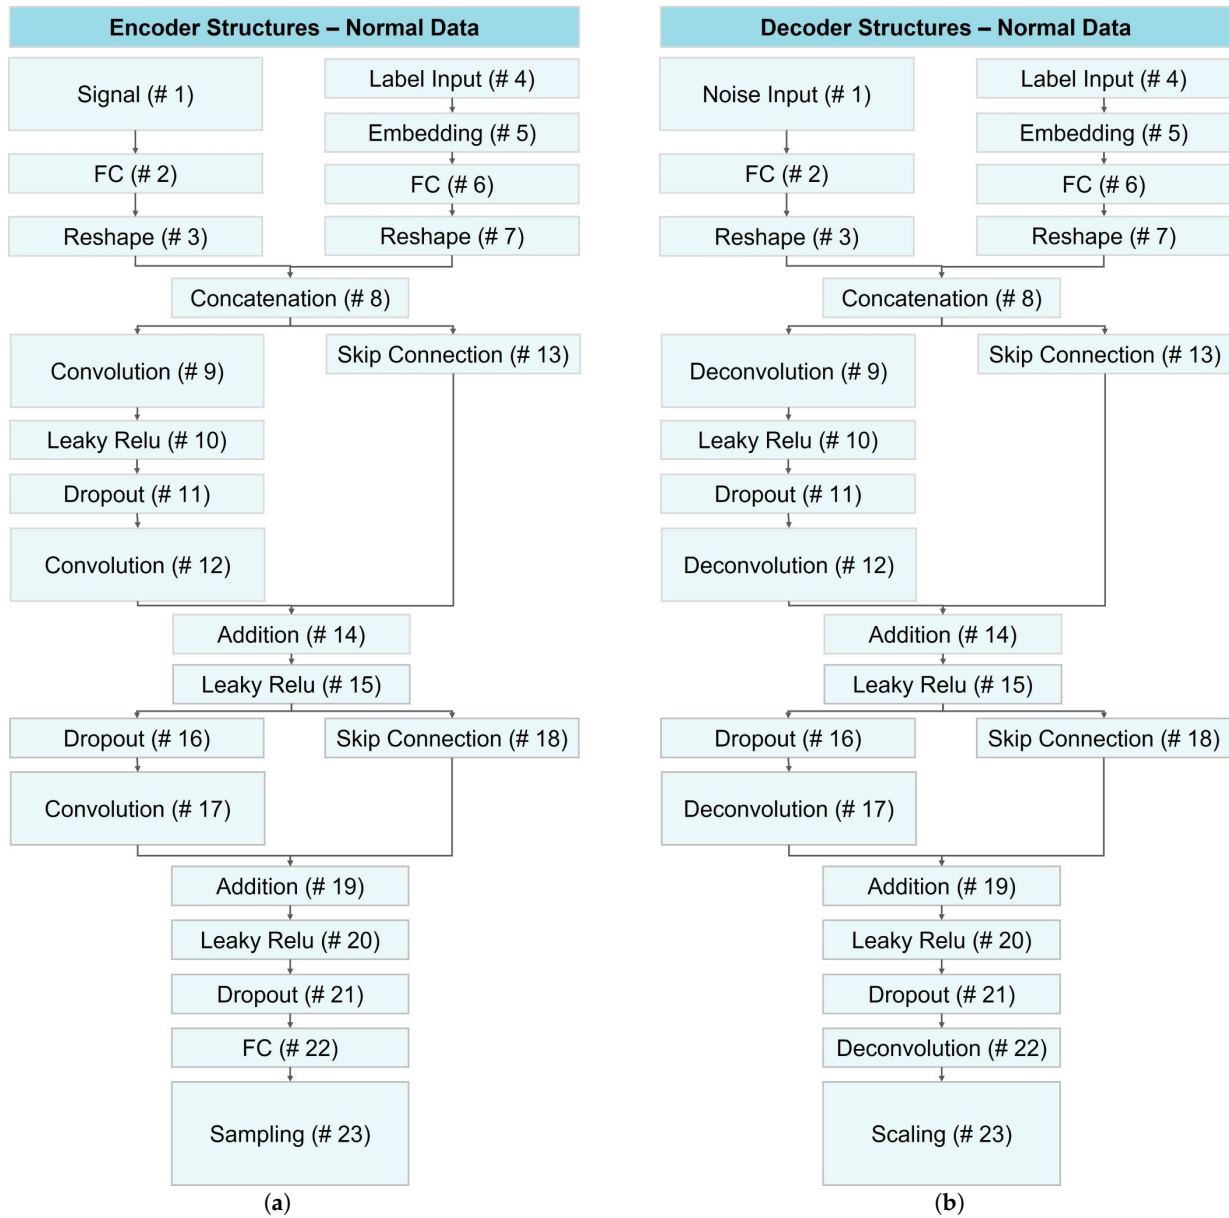 Encoder Structures – Normal Data
Signal (# 1)
Label Input (# 4)
Embedding (# 5)
FC (# 2)
FC (# 6)
Reshape (# 3)
Reshape (# 7)
Concatenation (# 8)
Convolution (# 9)
Skip Connection (# 13)
Leaky Relu (# 10)
Dropout (# 11)
Convolution (# 12)
Addition (# 14)
Leaky Relu (# 15)
Dropout (# 16)
Skip Connection (# 18)
Convolution (# 17)
Addition (# 19)
Leaky Relu (# 20)
Dropout (# 21)
FC (# 22)
Sampling (# 23)
(a)
Decoder Structures – Normal Data
Noise Input (# 1)
Label Input (# 4)
Embedding (# 5)
FC (# 2)
FC (# 6)
Reshape (# 3)
Reshape (# 7)
Concatenation (# 8)
Deconvolution (# 9)
Skip Connection (# 13)
Leaky Relu (# 10)
Dropout (# 11)
Deconvolution (# 12)
Addition (# 14)
Leaky Relu (# 15)
Dropout (# 16)
Skip Connection (# 18)
Deconvolution (# 17)
Addition (# 19)
Leaky Relu (# 20)
Dropout (# 21)
Deconvolution (# 22)
Scaling (# 23)
(b)